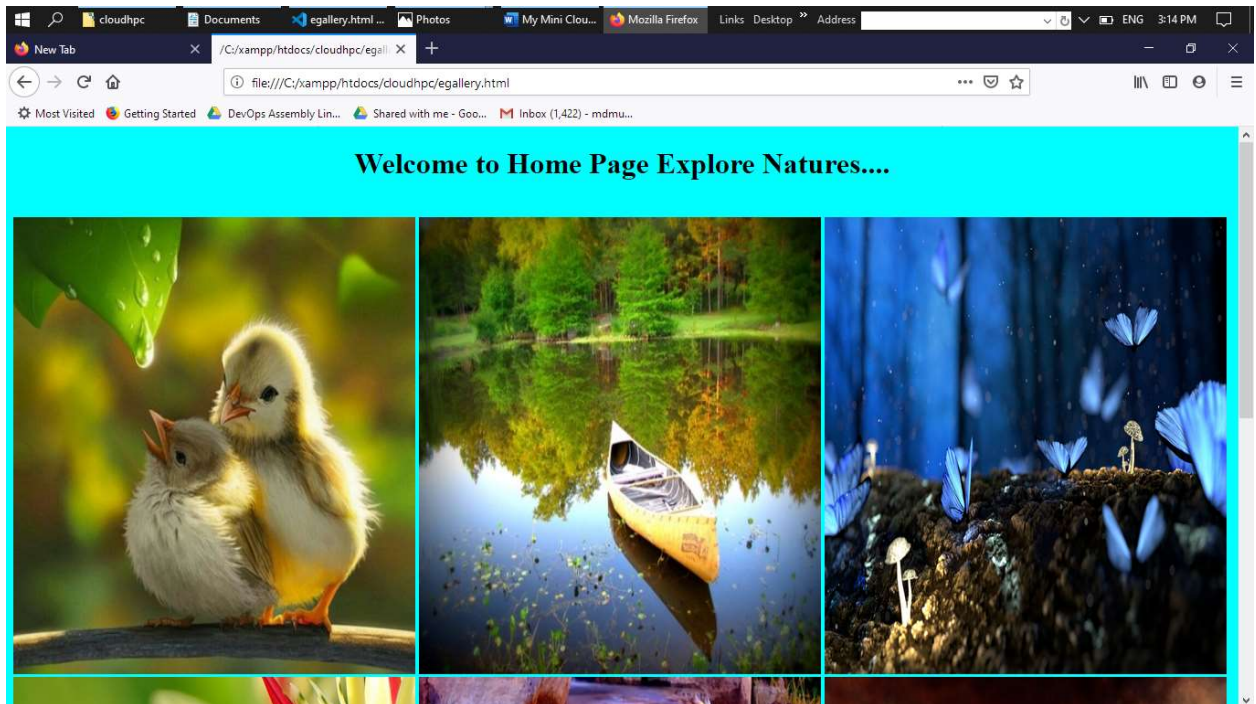 cloudhpc Documents egallery.html ... Photos My Mini Clou... Mozilla Firefox Links Desktop » Address ENG 3:14 PM
New Tab /C:/xampp/htdocs/cloudhpc/egall
file:///C:/xampp/htdocs/cloudhpc/egallery.html
Most Visited Getting Started DevOps Assembly Lin... Shared with me - Goo... Inbox (1,422) - mdmu...
Welcome to Home Page Explore Natures....